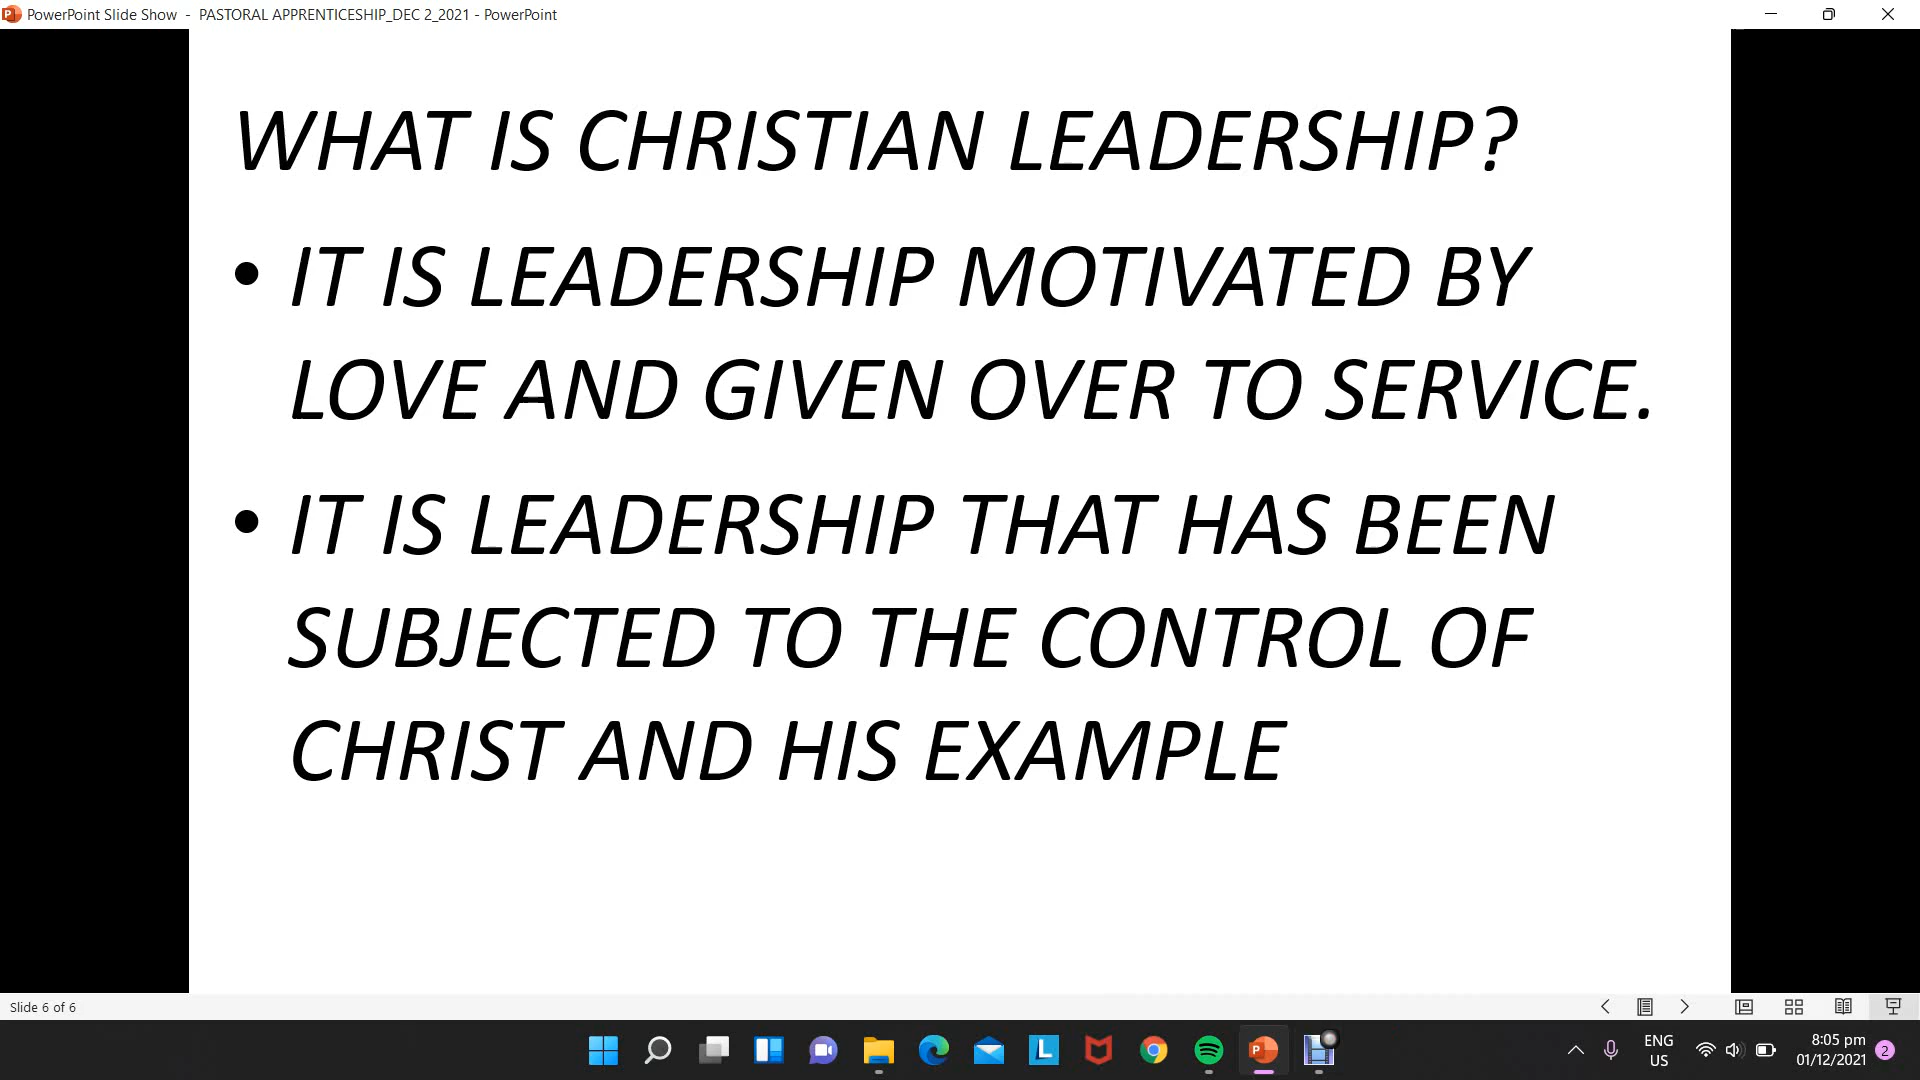 PowerPoint Slide Show - PASTORAL APPRENTICESHIP_DEC 2_2021 - PowerPoint
WHAT IS CHRISTIAN LEADERSHIP?
• IT IS LEADERSHIP MOTIVATED BY
LOVE AND GIVEN OVER TO SERVICE.
• IT IS LEADERSHIP THAT HAS BEEN
SUBJECTED TO THE CONTROL OF
CHRIST AND HIS EXAMPLE
Slide 6 of 6
ENG
US
8:05 pm
01/12/2021
2